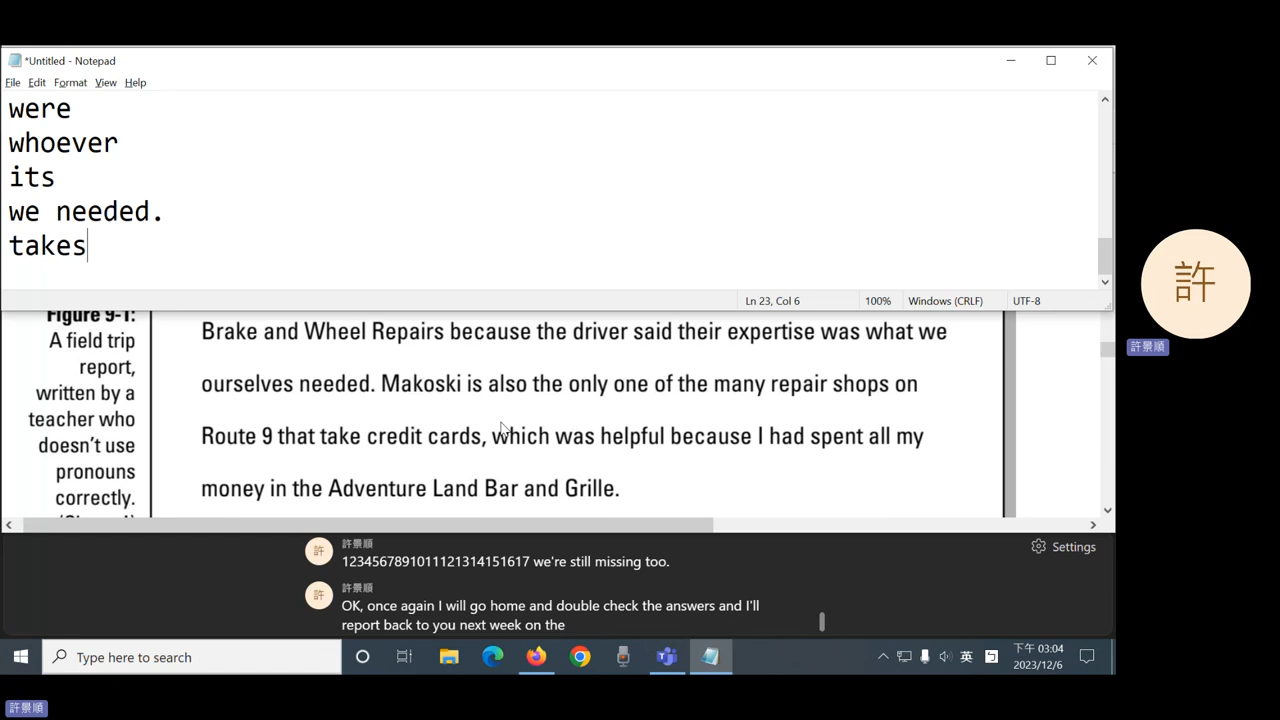 *Untitled - Notepad
File Edit Format View Help
were
whoever
its
we needed.
takes
Ln 23, Col 6 100% Windows (CRLF) UTF-8
Figure 9-1:
A field trip
report,
written by a
teacher who
doesn't use
pronouns
correctly.
Brake and Wheel Repairs because the driver said their expertise was what we
ourselves needed. Makoski is also the only one of the many repair shops on
Route 9 that take credit cards, which was helpful because I had spent all my
money in the Adventure Land Bar and Grille.
許景順
1234567891011121314151617 we're still missing too.
許景順
OK, once again I will go home and double check the answers and I'll
report back to you next week on the
Settings
許
許
許
許景順
Type here to search
英
下午 03:04
2023/12/6
許景順